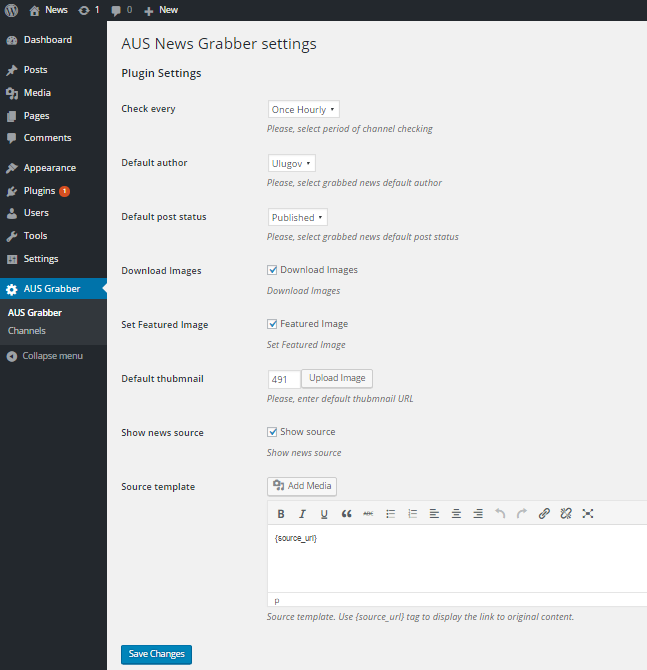 News 1 0 New
Dashboard
Posts
Media
Pages
Comments
Appearance
Plugins 1
Users
Tools
Settings
AUS Grabber
AUS Grabber
Channels
Collapse menu
AUS News Grabber settings
Plugin Settings
Check every Once Hourly
Please, select period of channel checking
Default author Ulugov
Please, select grabbed news default author
Default post status Published
Please, select grabbed news default post status
Download Images Download Images
Download Images
Set Featured Image Featured Image
Set Featured Image
Default thubmnail 491 Upload Image
Please, enter default thubmnail URL
Show news source Show source
Show news source
Source template Add Media
B I U ABC
{source_url}
p
Source template. Use {source_url} tag to display the link to original content.
Save Changes